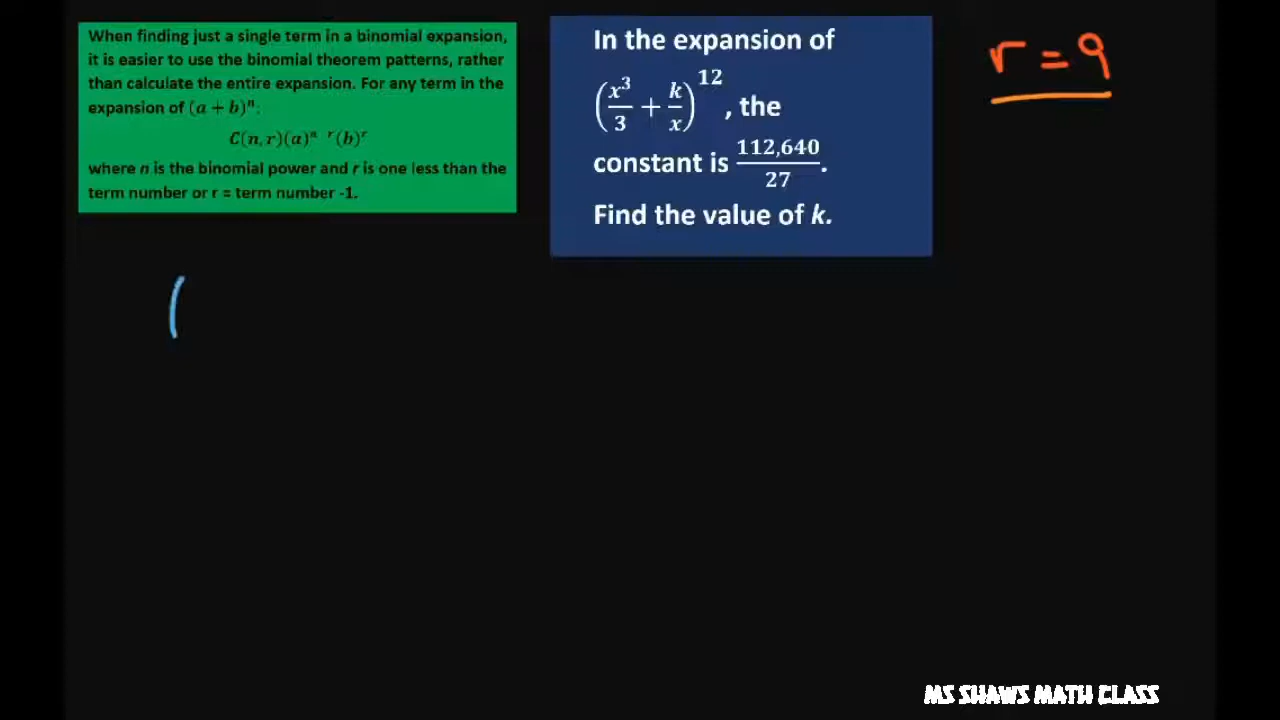 When finding just a single term in a binomial expansion,
it is easier to use the binomial theorem patterns, rather
than calculate the entire expansion. For any term in the
expansion of (a + b)ⁿ:
C(n, r)(a)ⁿ ʳ(b)ʳ
where n is the binomial power and r is one less than the
term number or r = term number -1.
In the expansion of
(x³/3 + k/x)¹², the
constant is 112,640/27.
Find the value of k.
r = 9
(
MS SHAWS MATH CLASS